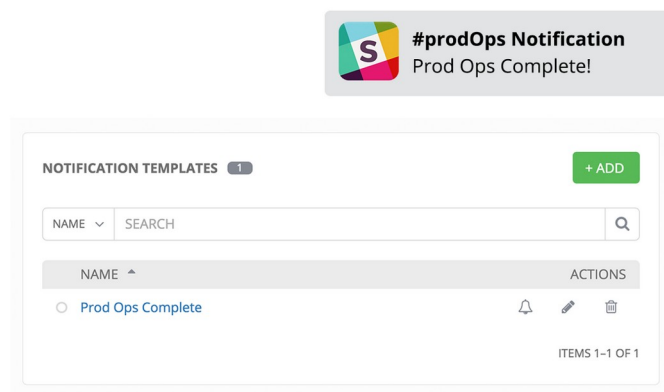 S
#prodOps Notification
Prod Ops Complete!
NOTIFICATION TEMPLATES 1
+ ADD
NAME SEARCH
NAME ACTIONS
Prod Ops Complete
ITEMS 1–1 OF 1